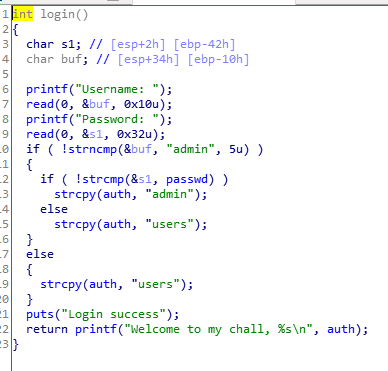 1 int login()
2 {
3 char s1; // [esp+2h] [ebp-42h]
4 char buf; // [esp+34h] [ebp-10h]
5
6 printf("Username: ");
7 read(0, &buf, 0x10u);
8 printf("Password: ");
9 read(0, &s1, 0x32u);
10 if ( !strncmp(&buf, "admin", 5u) )
11 {
12 if ( !strcmp(&s1, passwd) )
13 strcpy(auth, "admin");
14 else
15 strcpy(auth, "users");
16 }
17 else
18 {
19 strcpy(auth, "users");
20 }
21 puts("Login success");
22 return printf("Welcome to my chall, %s\n", auth);
23 }